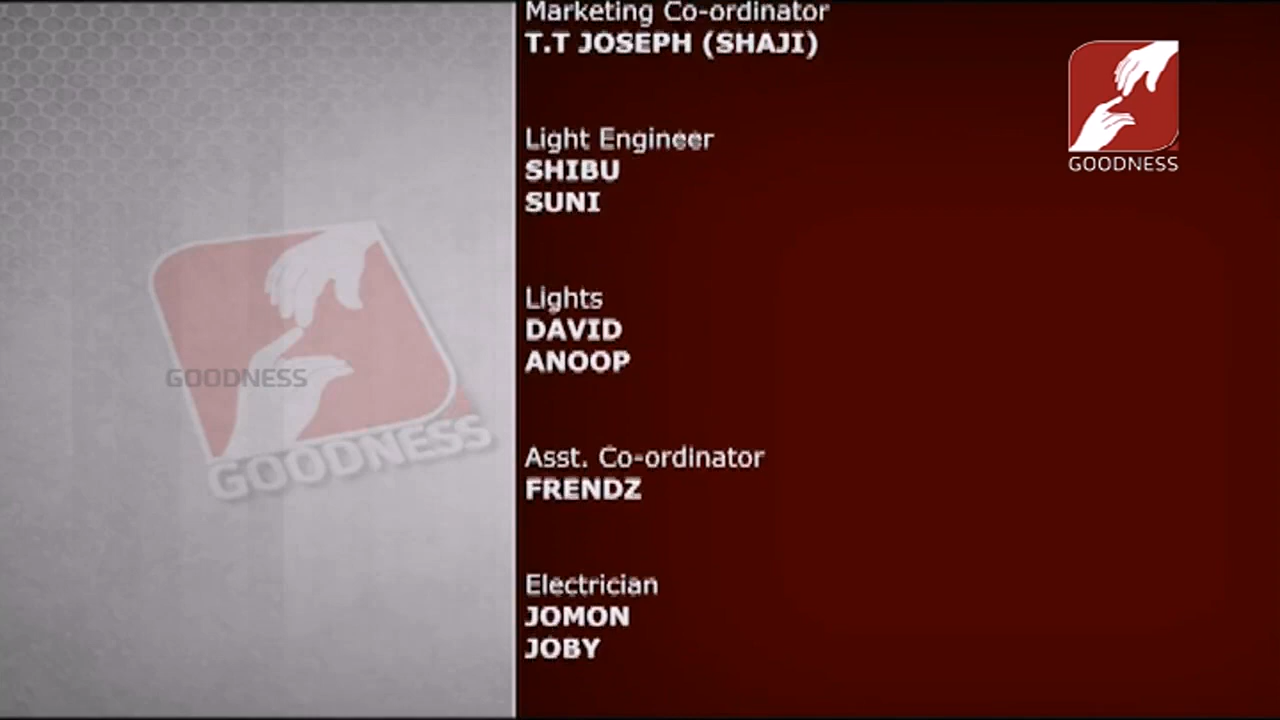 Marketing Co-ordinator
T.T JOSEPH (SHAJI)
GOODNESS
Light Engineer
SHIBU
SUNI
Lights
DAVID
ANOOP
GOODNESS
GOODNESS
Asst. Co-ordinator
FRENDZ
Electrician
JOMON
JOBY